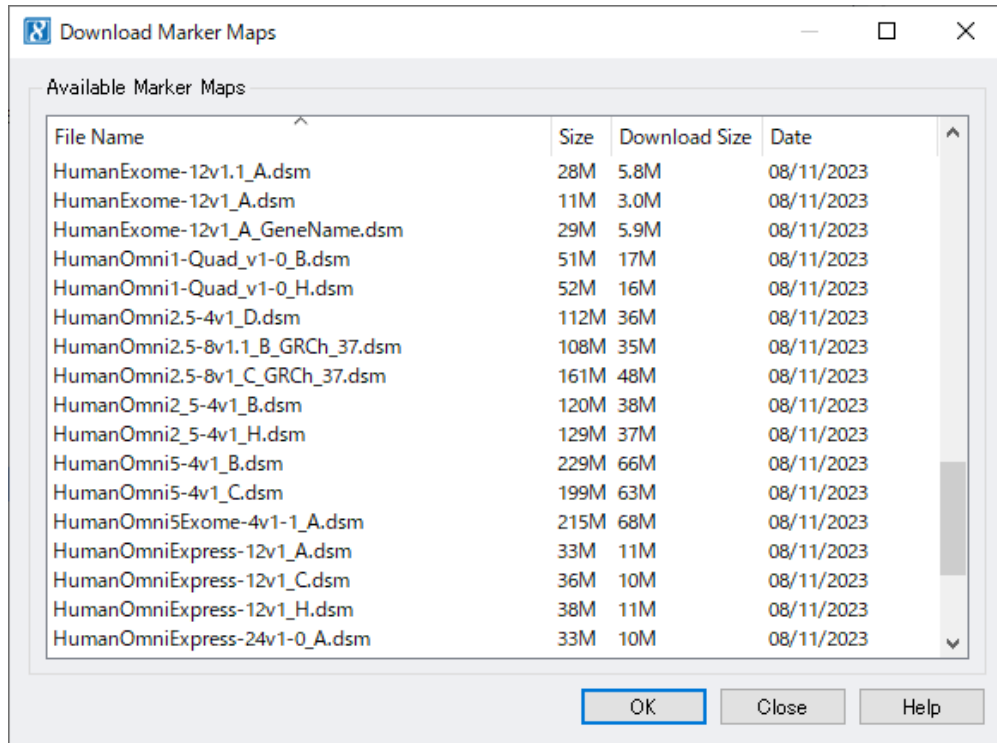 Download Marker Maps
Available Marker Maps
File Name Size Download Size Date
HumanExome-12v1.1_A.dsm 28M 5.8M 08/11/2023
HumanExome-12v1_A.dsm 11M 3.0M 08/11/2023
HumanExome-12v1_A_GeneName.dsm 29M 5.9M 08/11/2023
HumanOmni1-Quad_v1-0_B.dsm 51M 17M 08/11/2023
HumanOmni1-Quad_v1-0_H.dsm 52M 16M 08/11/2023
HumanOmni2.5-4v1_D.dsm 112M 36M 08/11/2023
HumanOmni2.5-8v1.1_B_GRCh_37.dsm 108M 35M 08/11/2023
HumanOmni2.5-8v1_C_GRCh_37.dsm 161M 48M 08/11/2023
HumanOmni2_5-4v1_B.dsm 120M 38M 08/11/2023
HumanOmni2_5-4v1_H.dsm 129M 37M 08/11/2023
HumanOmni5-4v1_B.dsm 229M 66M 08/11/2023
HumanOmni5-4v1_C.dsm 199M 63M 08/11/2023
HumanOmni5Exome-4v1-1_A.dsm 215M 68M 08/11/2023
HumanOmniExpress-12v1_A.dsm 33M 11M 08/11/2023
HumanOmniExpress-12v1_C.dsm 36M 10M 08/11/2023
HumanOmniExpress-12v1_H.dsm 38M 11M 08/11/2023
HumanOmniExpress-24v1-0_A.dsm 33M 10M 08/11/2023
OK Close Help